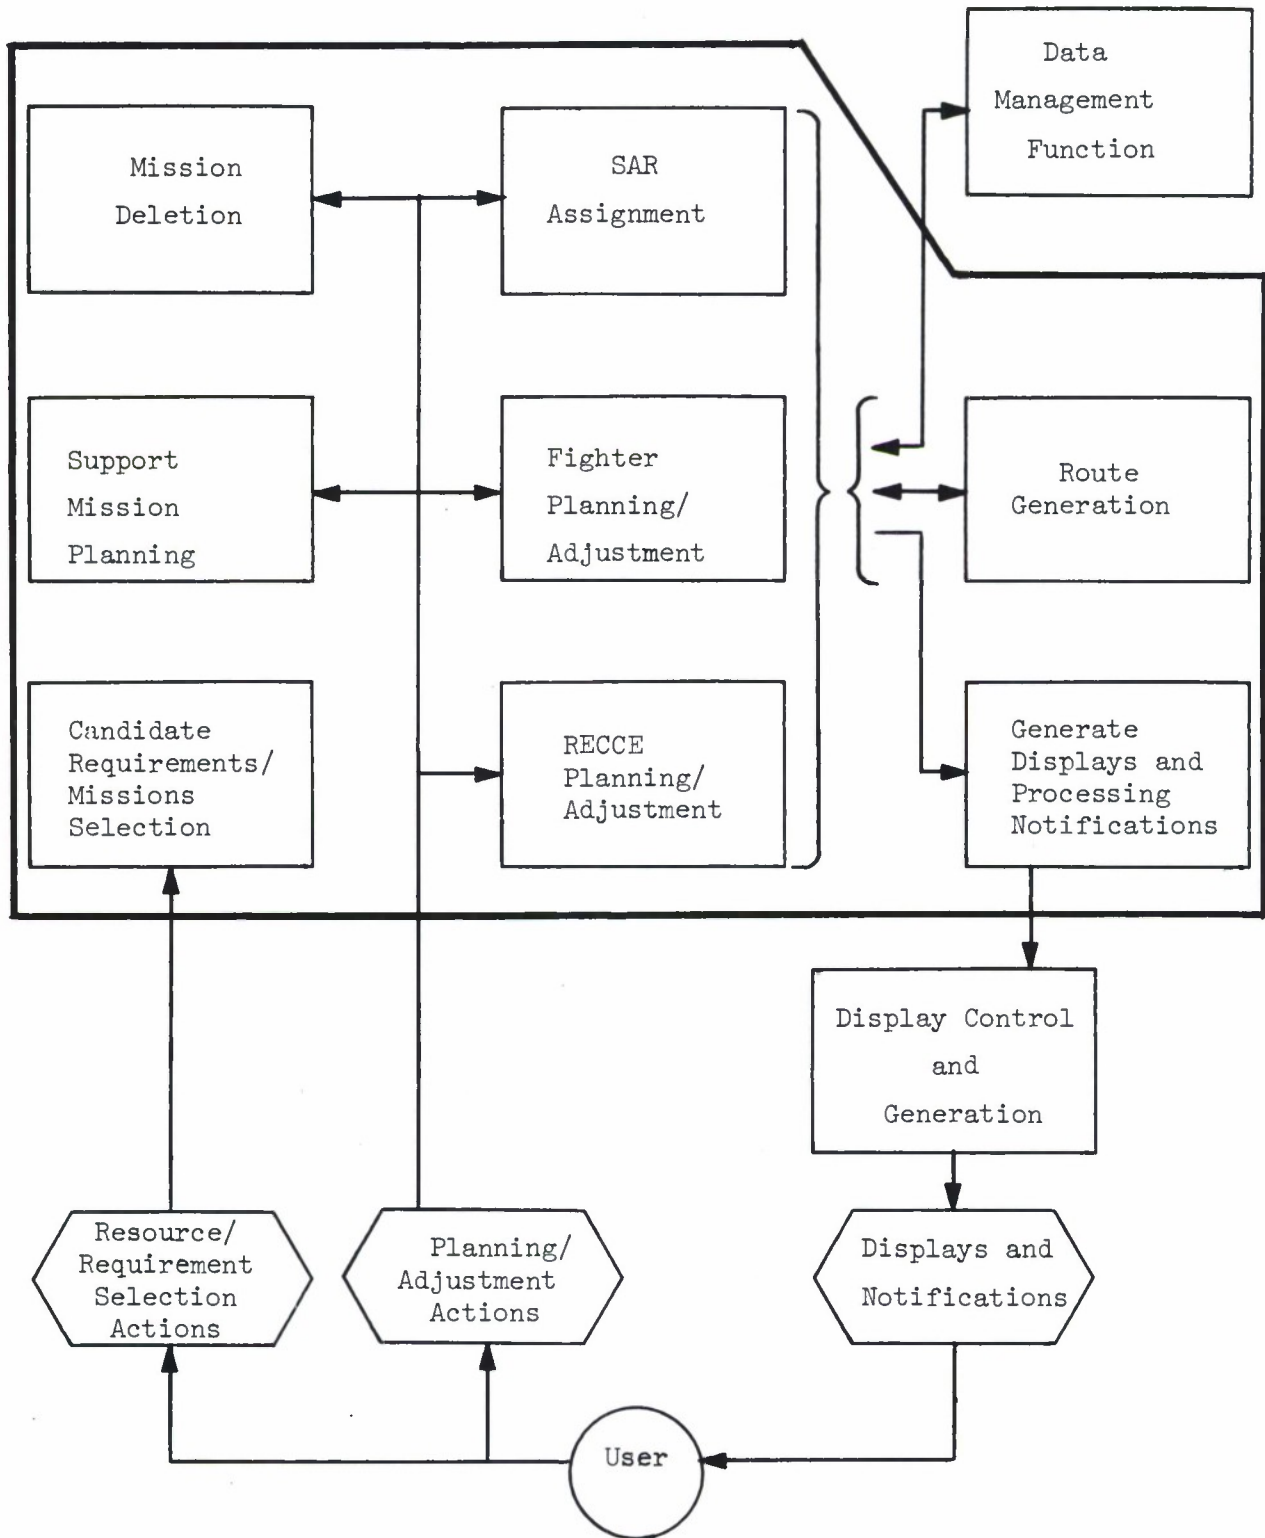 Data
Management
Function
Mission
Deletion
SAR
Assignment
Support
Mission
Planning
Fighter
Planning/
Adjustment
Route
Generation
Candidate
Requirements/
Missions
Selection
RECCE
Planning/
Adjustment
Generate
Displays and
Processing
Notifications
Display Control
and
Generation
Resource/
Requirement
Selection
Actions
Planning/
Adjustment
Actions
Displays and
Notifications
User